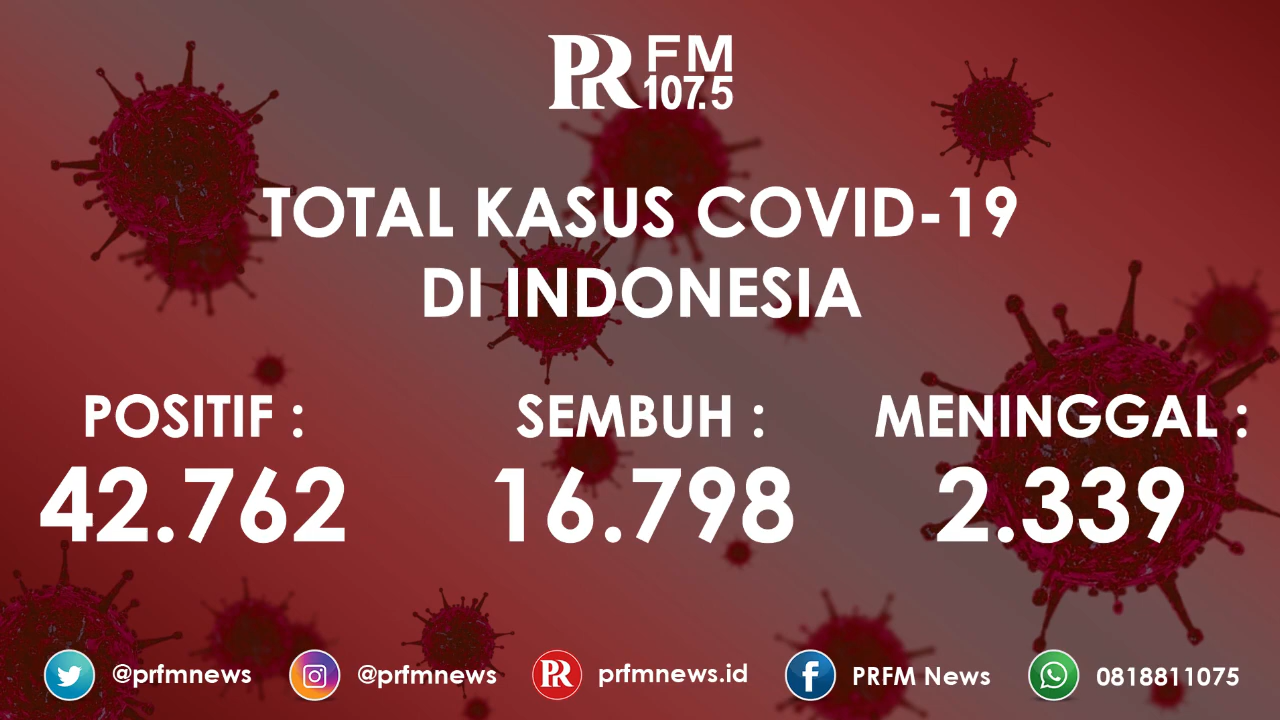 PR FM
107.5
TOTAL KASUS COVID-19
DI INDONESIA
POSITIF :
42.762
SEMBUH :
16.798
MENINGGAL :
2.339
@prfmnews
@prfmnews
PR
prfmnews.id
PRFM News
0818811075